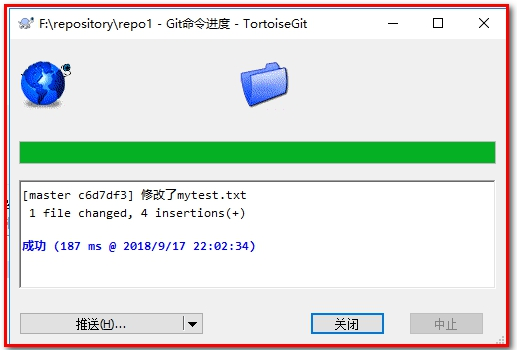 F:\repository\repo1 - Git命令进度 - TortoiseGit
[master c6d7df3] 修改了mytest.txt
1 file changed, 4 insertions(+)
成功 (187 ms @ 2018/9/17 22:02:34)
推送(H)...
关闭
中止